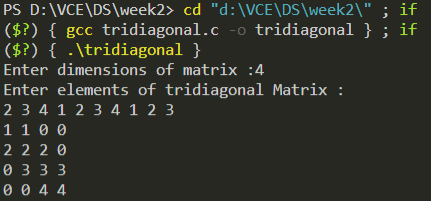 PS D:\VCE\DS\week2> cd "d:\VCE\DS\week2\" ; if
($?) { gcc tridiagonal.c -o tridiagonal } ; if
($?) { .\tridiagonal }
Enter dimensions of matrix :4
Enter elements of tridiagonal Matrix :
2 3 4 1 2 3 4 1 2 3
1 1 0 0
2 2 2 0
0 3 3 3
0 0 4 4